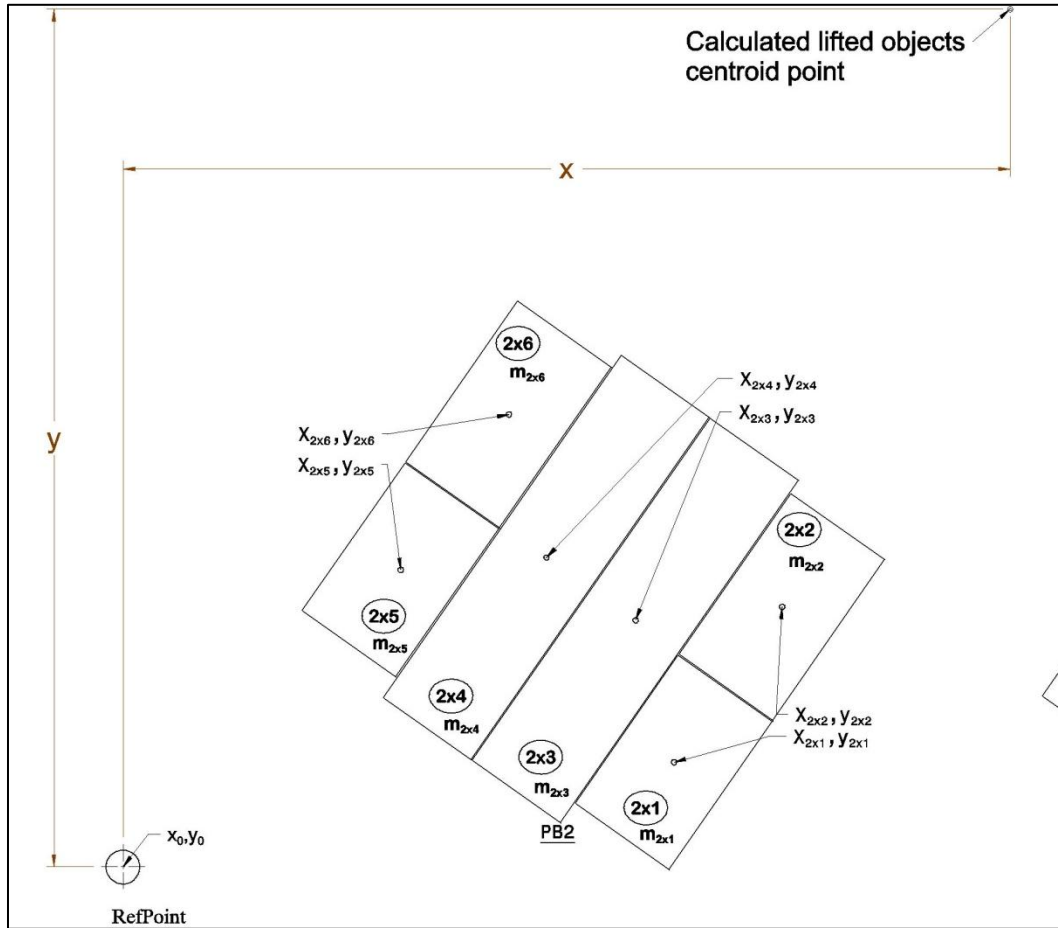 Calculated lifted objects
centroid point
x
y
2x6
m2x6
X2x4, y2x4
X2x3, y2x3
X2x6, y2x6
X2x5, y2x5
2x2
m2x2
2x5
m2x5
2x4
m2x4
X2x2, y2x2
X2x1, y2x1
2x3
m2x3
2x1
m2x1
PB2
x0,y0
RefPoint